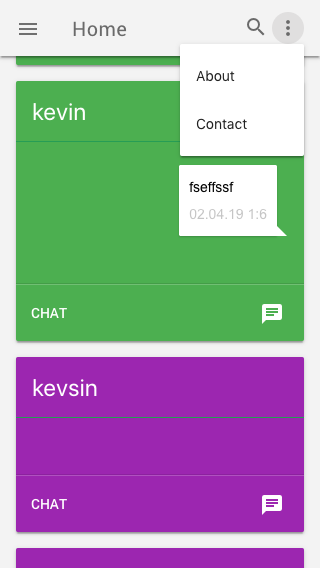 Home
About
Contact
kevin
fseffssf
02.04.19 1:6
CHAT
kevsin
CHAT